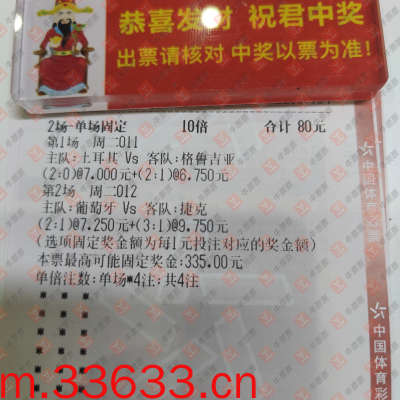 恭喜发财 祝君中奖
出票请核对 中奖以票为准!
2场-单场固定 10倍 合计 80元
第1场 周二011
主队:土耳其 Vs 客队:格鲁吉亚
(2:0)@7.000元+(2:1)@6.750元
第2场 周二012
主队:葡萄牙 Vs 客队:捷克
(2:1)@7.250元+(3:1)@9.750元
(选项固定奖金额为每1元投注对应的奖金额)
本票最高可能固定奖金:335.00元
单倍注数:单场*4注;共4注
中国体育彩票
中国体育彩
m.33633.cn